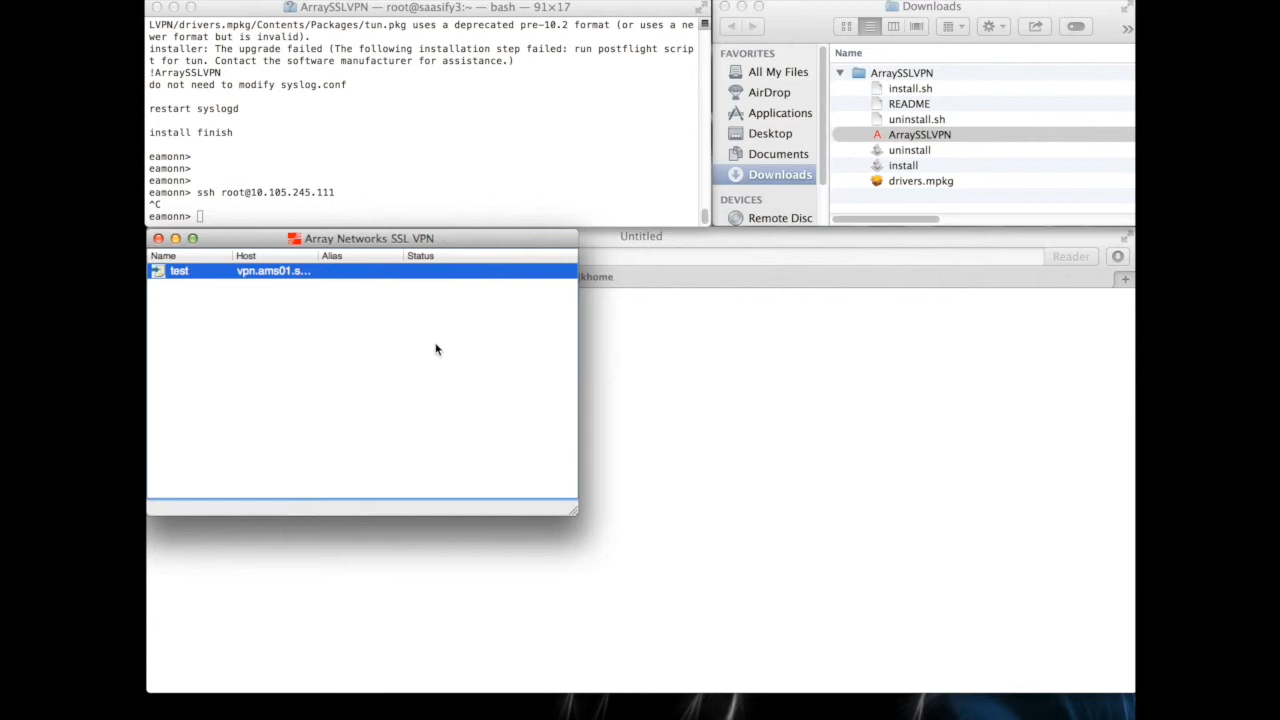 ArraySSLVPN — root@saasify3:~ — bash — 91×17
LVPN/drivers.mpkg/Contents/Packages/tun.pkg uses a deprecated pre-10.2 format (or uses a ne
wer format but is invalid).
installer: The upgrade failed (The following installation step failed: run postflight scrip
t for tun. Contact the software manufacturer for assistance.)
!ArraySSLVPN
do not need to modify syslog.conf
restart syslogd
install finish
eamonn>
eamonn>
eamonn>
eamonn> ssh root@10.105.245.111
^C
eamonn>
Downloads
FAVORITES
All My Files
AirDrop
Applications
Desktop
Documents
Downloads
DEVICES
Remote Disc
Name
ArraySSLVPN
install.sh
README
uninstall.sh
ArraySSLVPN
uninstall
install
drivers.mpkg
Array Networks SSL VPN
Name Host Alias Status
test vpn.ams01.s...
Untitled
Reader